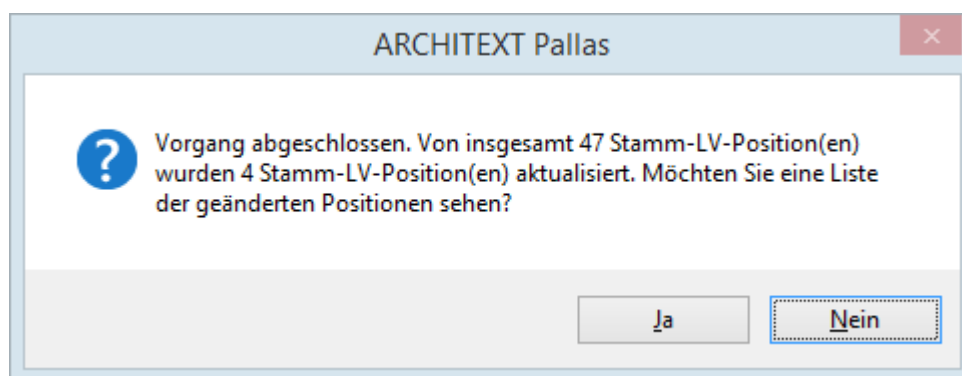 ARCHITEXT Pallas
Vorgang abgeschlossen. Von insgesamt 47 Stamm-LV-Position(en)
wurden 4 Stamm-LV-Position(en) aktualisiert. Möchten Sie eine Liste
der geänderten Positionen sehen?
Ja
Nein